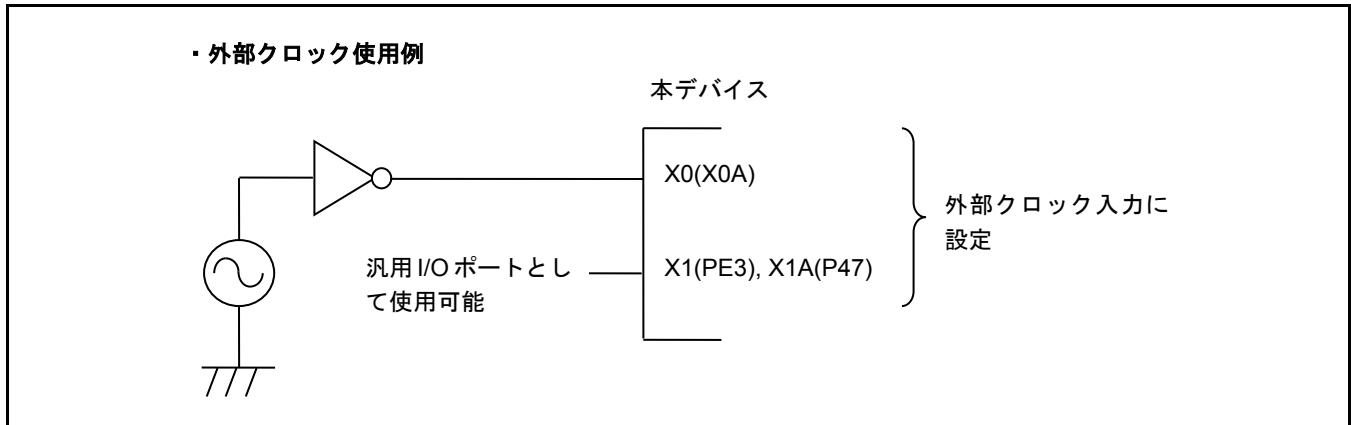 ・外部クロック使用例
本デバイス
X0(X0A)
外部クロック入力に
設定
汎用 I/O ポートとし
て使用可能
X1(PE3), X1A(P47)